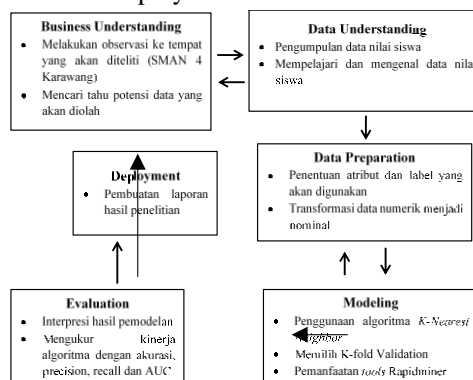 Business Understanding
• Melakukan observasi ke tempat
yang akan diteliti (SMAN 4
Karawang)
• Mencari tahu potensi data yang
akan diolah
Data Understanding
• Pengumpulan data nilai siswa
• Mempelajari dan mengenal data nilai
siswa
Deployment
• Pembuatan laporan
hasil penelitian
Data Preparation
• Penentuan atribut dan label yang
akan digunakan
• Transformasi data numerik menjadi
nominal
Evaluation
• Interpresi hasil pemodelan
• Mengukur kinerja
algoritma dengan akurasi,
precision, recall dan AUC
Modeling
• Penggunaan algoritma K-Nearest
Neighbor
• Memilih K-fold Validation
• Pemanfaatan tools Rapidminer